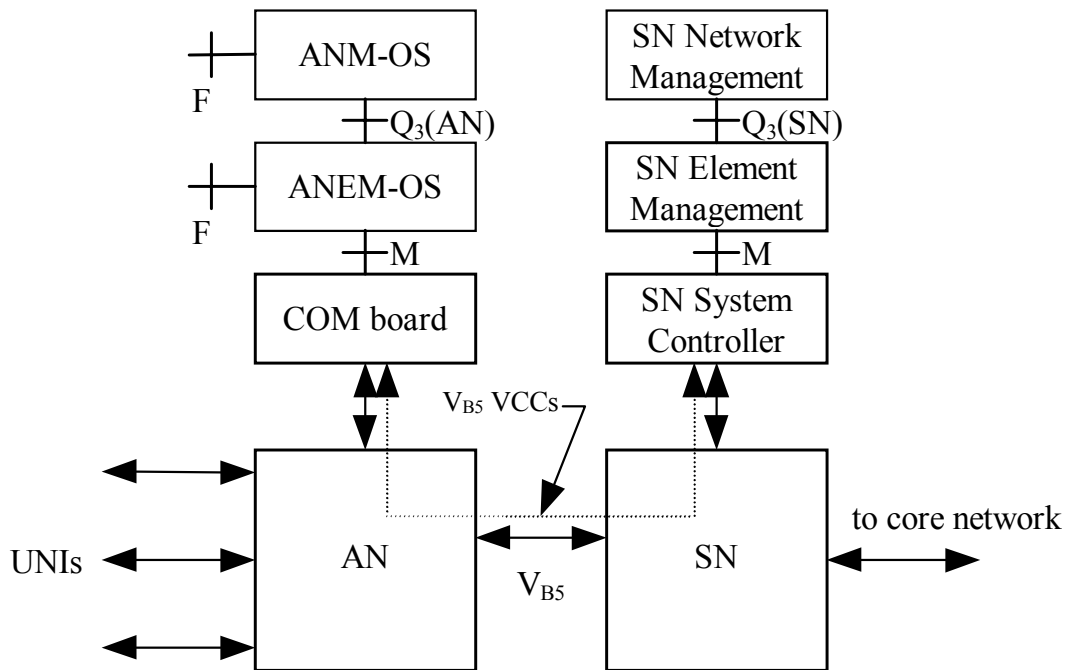 ANM-OS
F
Q3(AN)
ANEM-OS
F
M
COM board
SN Network
Management
Q3(SN)
SN Element
Management
M
SN System
Controller
VB5 VCCs
UNIs
AN
VB5
SN
to core network